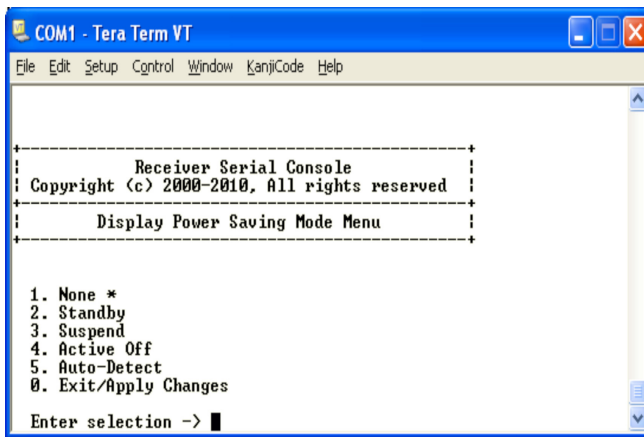 COM1 - Tera Term VT
File Edit Setup Control Window KanjiCode Help
Receiver Serial Console
Copyright (c) 2000-2010, All rights reserved
Display Power Saving Mode Menu
1. None *
2. Standby
3. Suspend
4. Active Off
5. Auto-Detect
0. Exit/Apply Changes
Enter selection ->